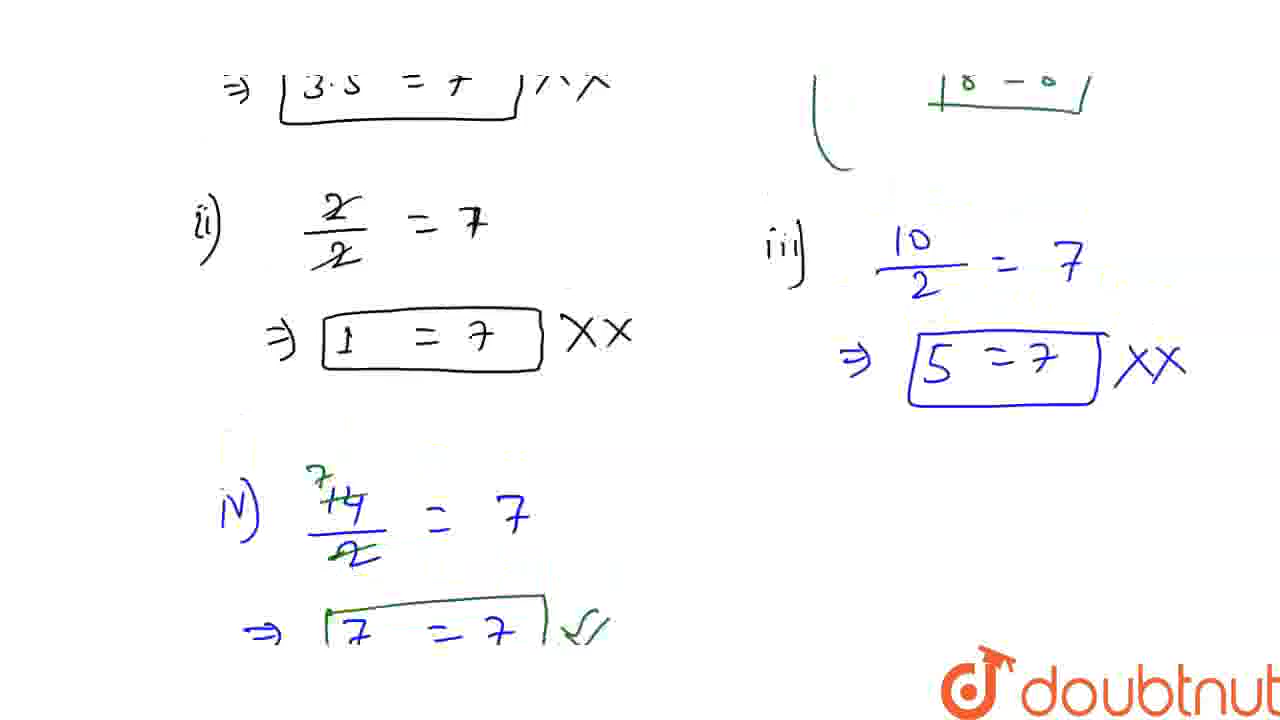 ⇒ 3.5 = 7 XX
ii) 2/2 = 7
⇒ 1 = 7 XX
iv) 7 14/2 = 7
⇒ 7 = 7 ✓
iii) 10/2 = 7
⇒ 5 = 7 XX
doubtnut